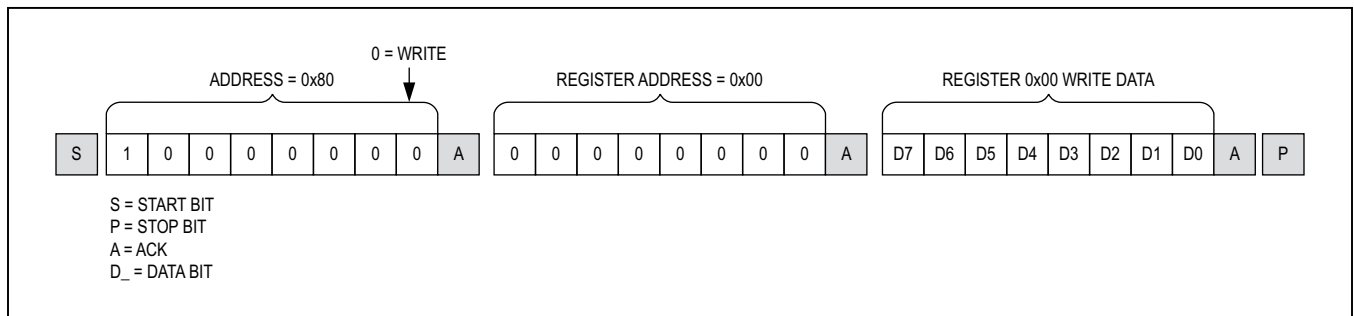 0 = WRITE
ADDRESS = 0x80 REGISTER ADDRESS = 0x00 REGISTER 0x00 WRITE DATA
S 1 0 0 0 0 0 0 0 A 0 0 0 0 0 0 0 0 A D7 D6 D5 D4 D3 D2 D1 D0 A P
S = START BIT
P = STOP BIT
A = ACK
D_ = DATA BIT